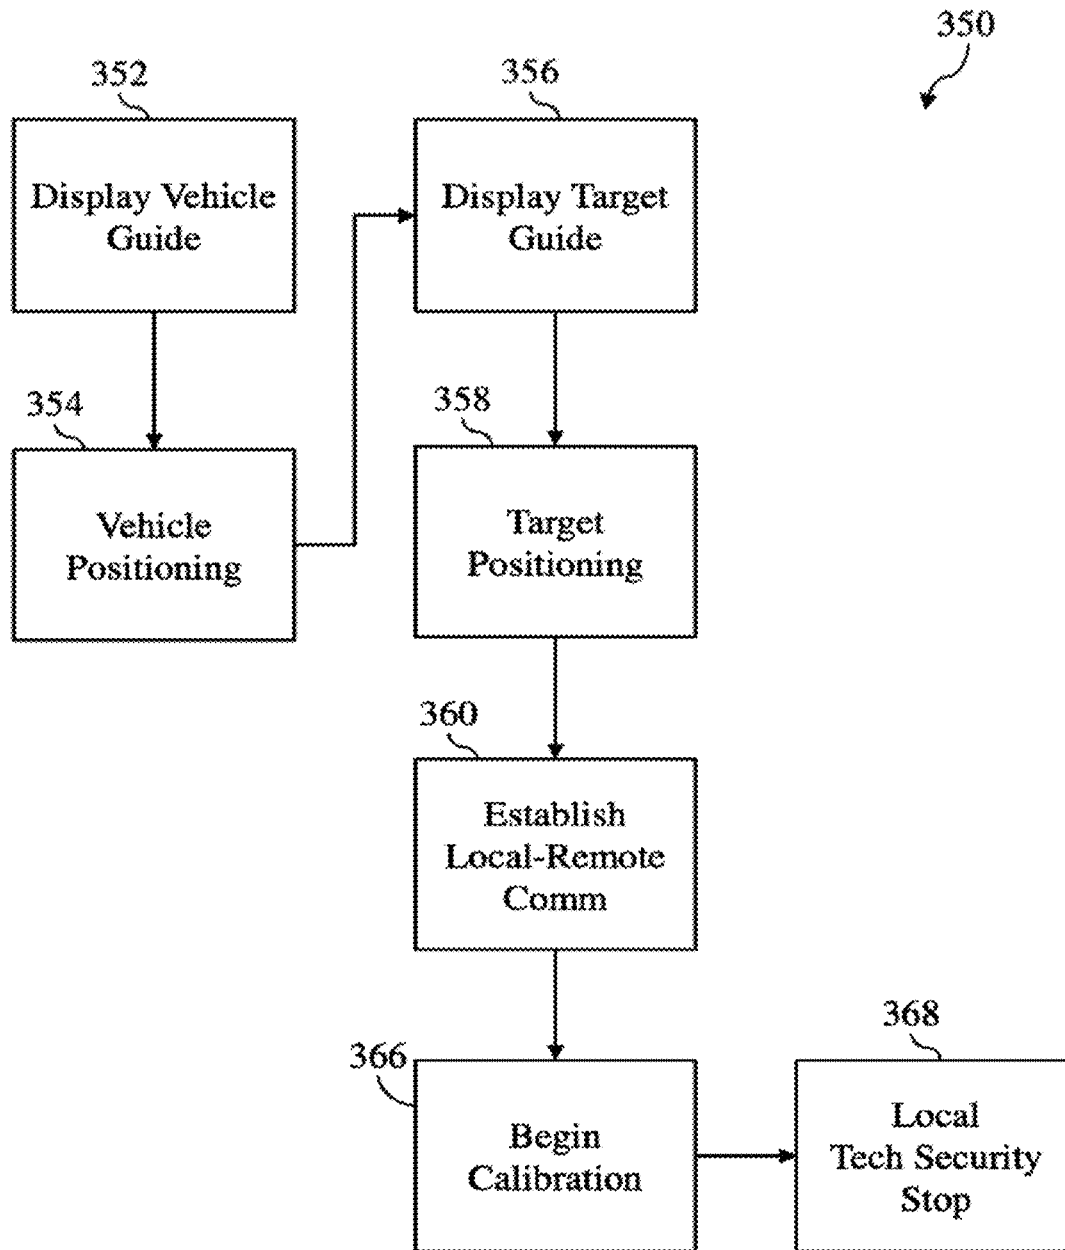 350
352
Display Vehicle
Guide
356
Display Target
Guide
354
Vehicle
Positioning
358
Target
Positioning
360
Establish
Local-Remote
Comm
366
Begin
Calibration
368
Local
Tech Security
Stop